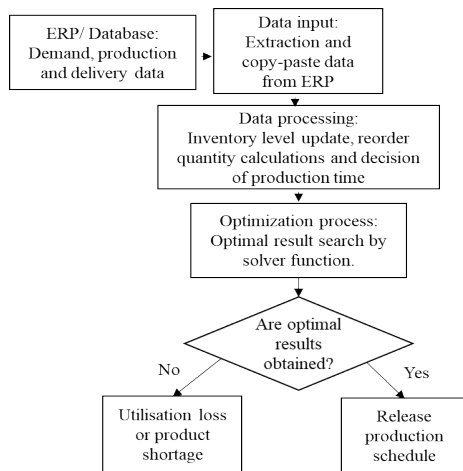 ERP/ Database:
Demand, production
and delivery data
Data input:
Extraction and
copy-paste data
from ERP
Data processing:
Inventory level update, reorder
quantity calculations and decision
of production time
Optimization process:
Optimal result search by
solver function.
Are optimal
results
obtained?
No
Yes
Utilisation loss
or product
shortage
Release
production
schedule